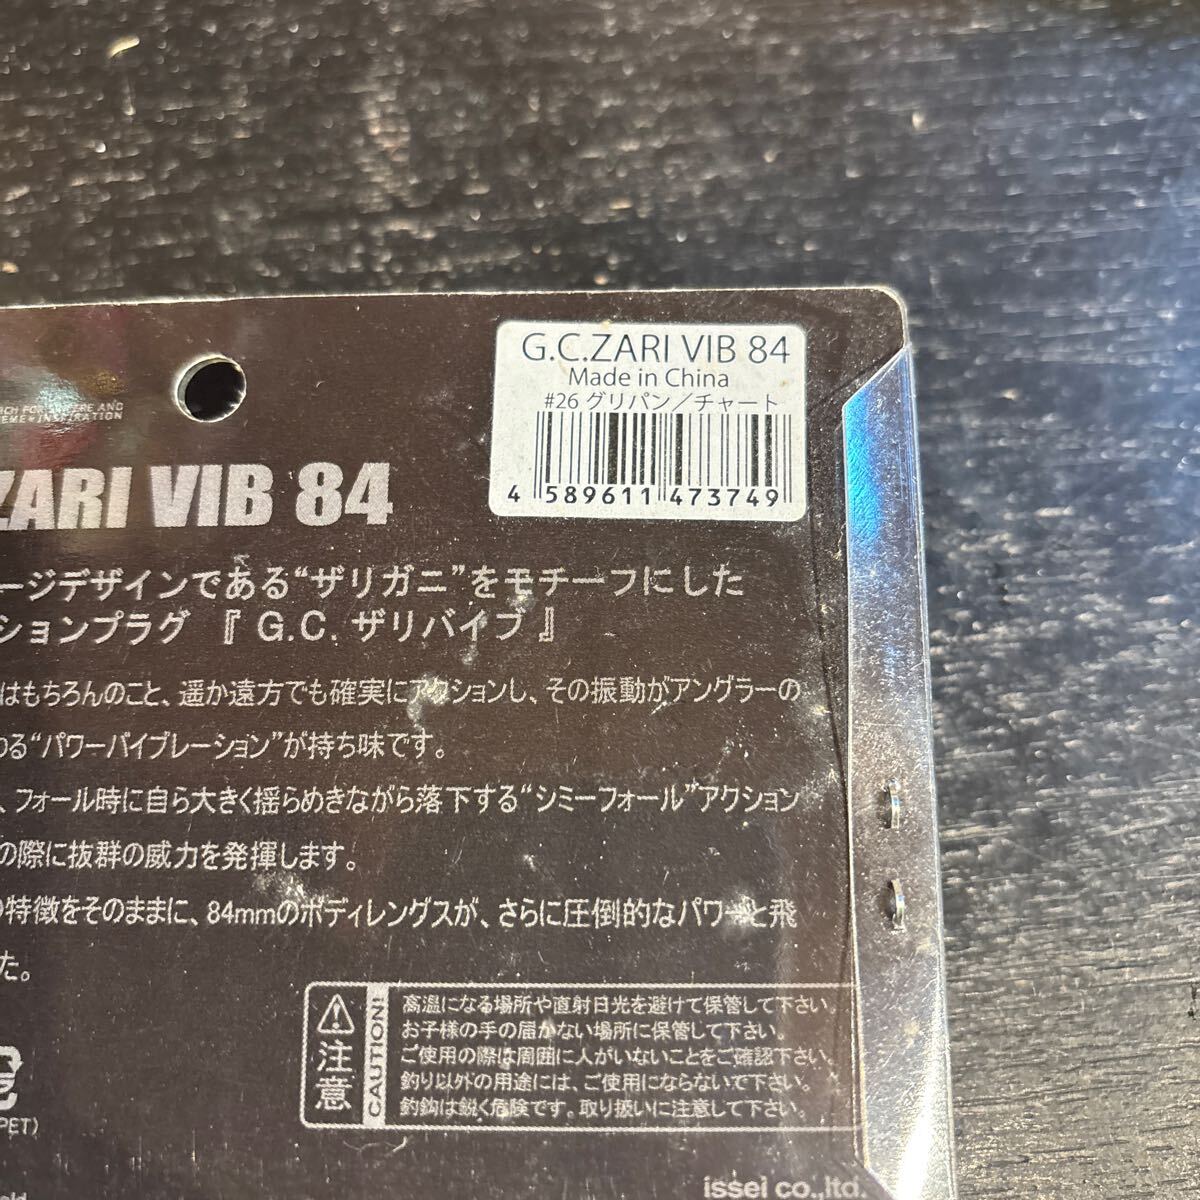 G.C.ZARI VIB 84
Made in China
#26 グリパン／チャート
4 589611 473749
ZARI VIB 84
ージデザインである“ザリガニ”をモチーフにした
ションプラグ 『 G.C. ザリバイブ 』
はもちろんのこと、遥か遠方でも確実にアクションし、その振動がアングラーの
わる“パワーバイブレーション”が持ち味です。
、フォール時に自ら大きく揺らめきながら落下する“シミーフォール”アクション
の際に抜群の威力を発揮します。
特徴をそのままに、84mmのボディレングスが、さらに圧倒的なパワーと飛
た。
注意
CAUTION!
高温になる場所や直射日光を避けて保管して下さい。
お子様の手の届かない場所に保管して下さい。
ご使用の際は周囲に人がいないことをご確認下さい。
釣り以外の用途には、ご使用にならないで下さい。
釣鈎は鋭く危険です。取り扱いに注意して下さい。
PET)
issei co.,ltd.